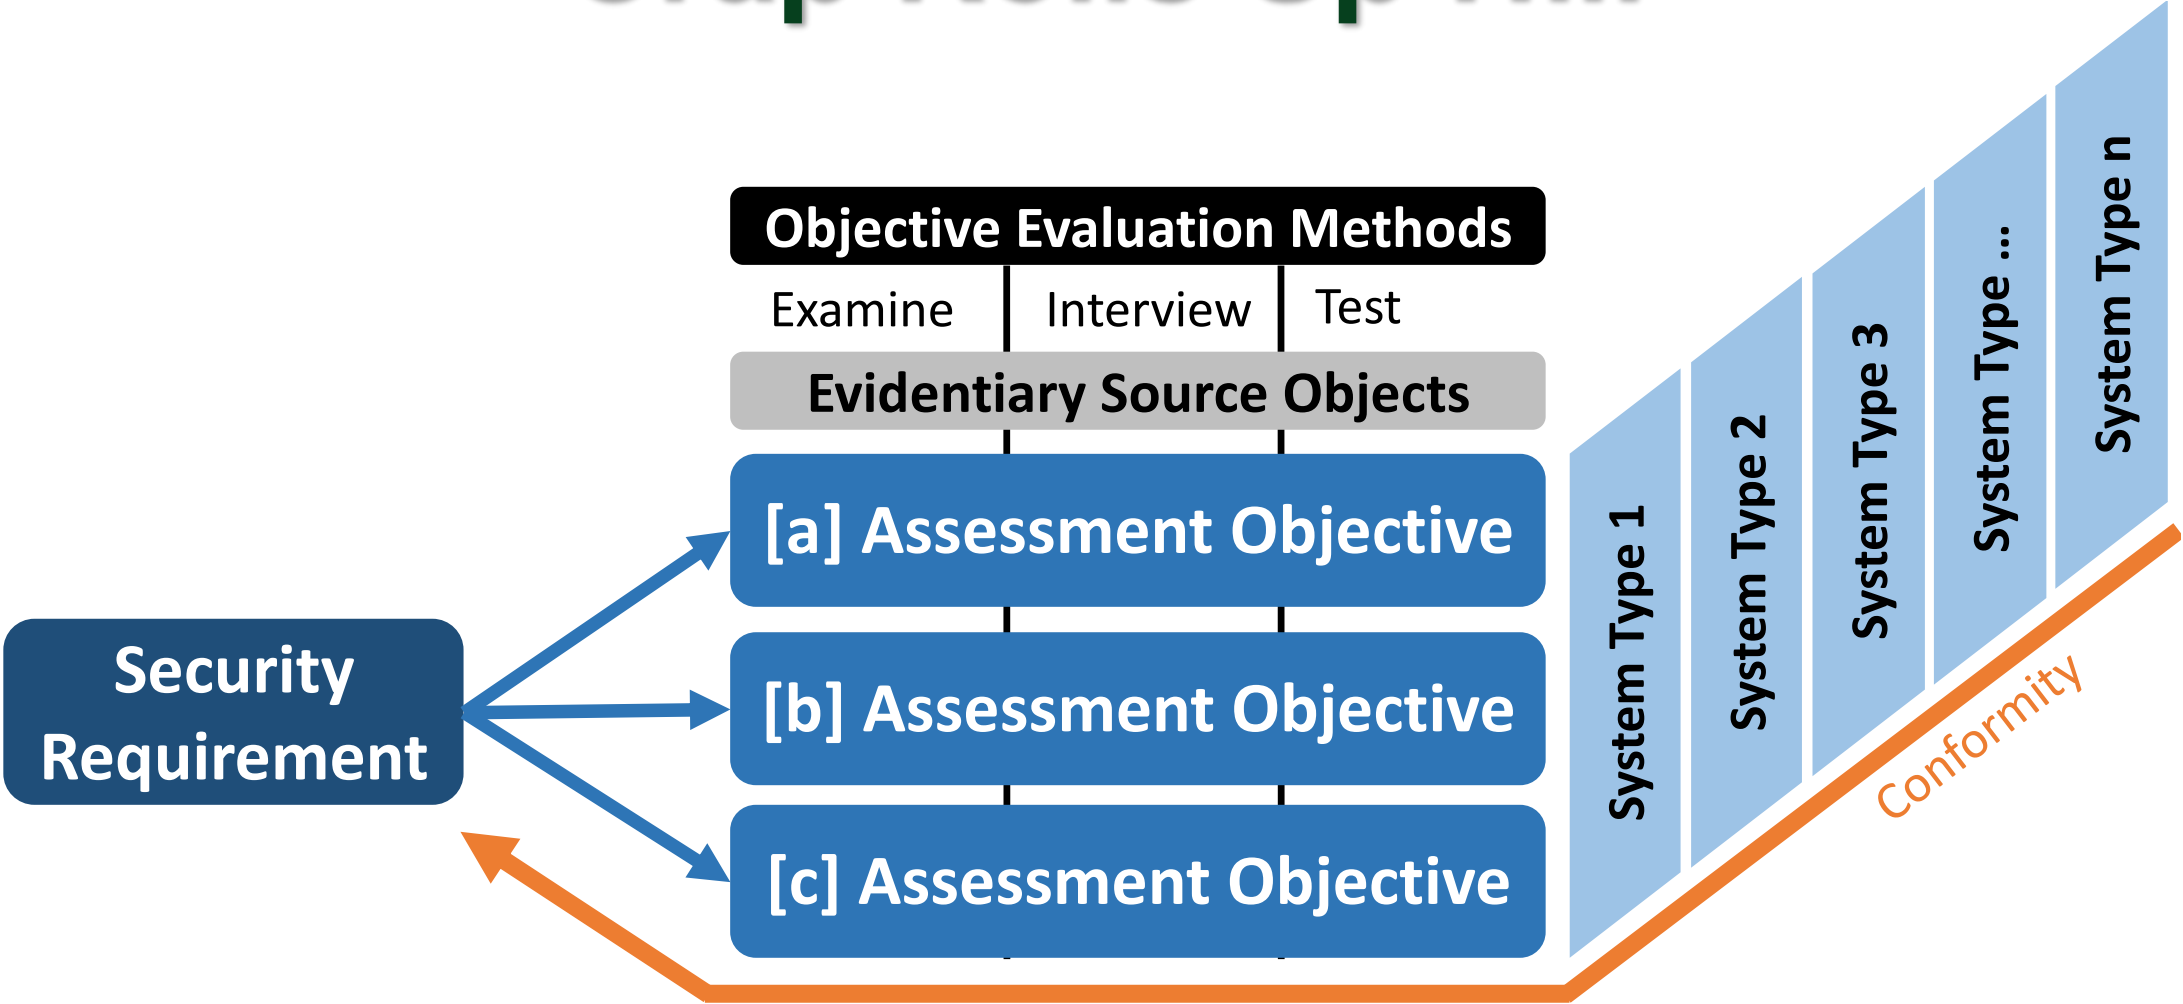 Objective Evaluation Methods
Examine
Interview
Test
Evidentiary Source Objects
[a] Assessment Objective
[b] Assessment Objective
[c] Assessment Objective
Security
Requirement
System Type 1
System Type 2
System Type 3
System Type ...
System Type n
Conformity